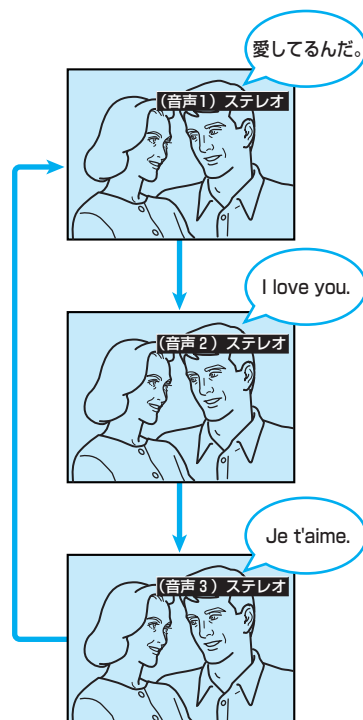 愛してるんだ。
(音声1) ステレオ
I love you.
(音声2) ステレオ
Je t'aime.
(音声3) ステレオ